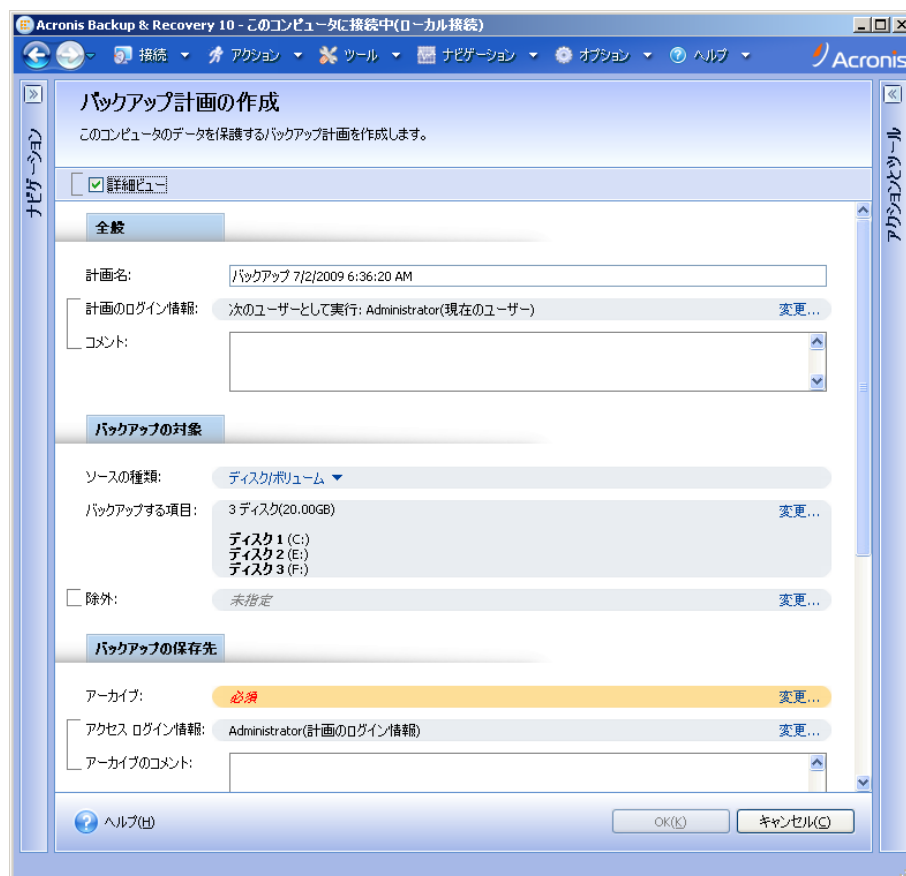 Acronis Backup & Recovery 10 - このコンピュータに接続中(ローカル接続)
接続 アクション ツール ナビゲーション オプション ヘルプ Acronis
ナビゲーション
アクションとツール
バックアップ計画の作成
このコンピュータのデータを保護するバックアップ計画を作成します。
詳細ビュー
全般
計画名: バックアップ 7/2/2009 6:36:20 AM
計画のログイン情報: 次のユーザーとして実行: Administrator(現在のユーザー) 変更...
コメント:
バックアップの対象
ソースの種類: ディスク/ボリューム
バックアップする項目: 3 ディスク(20.00GB) 変更...
ディスク 1 (C:)
ディスク 2 (E:)
ディスク 3 (F:)
除外: 未指定 変更...
バックアップの保存先
アーカイブ: 必須 変更...
アクセス ログイン情報: Administrator(計画のログイン情報) 変更...
アーカイブのコメント:
ヘルプ(H) OK(K) キャンセル(C)